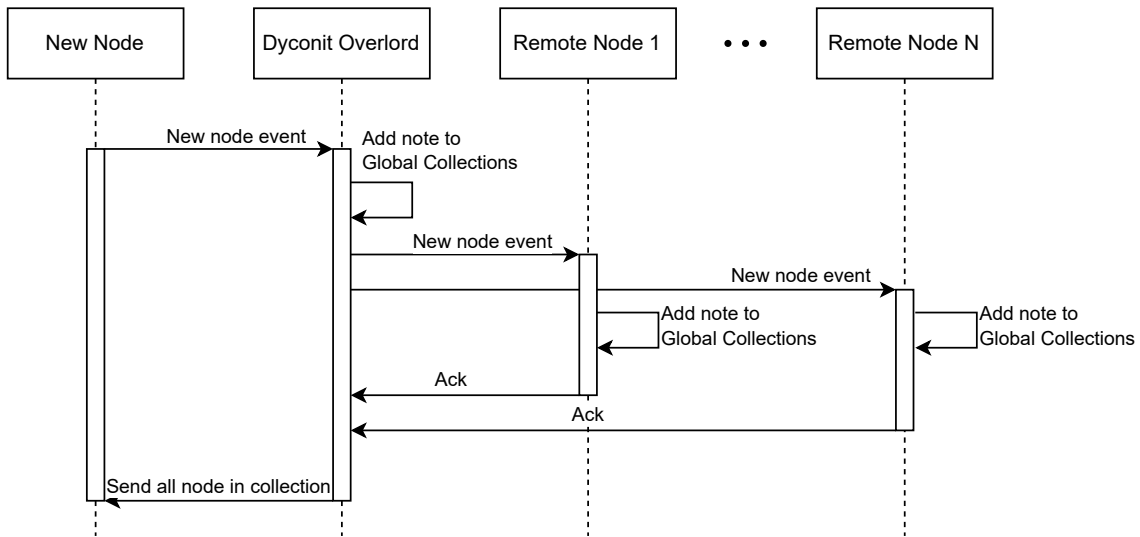 New Node
Dyconit Overlord
Remote Node 1
• • •
Remote Node N
New node event
Add note to
Global Collections
New node event
New node event
Add note to
Global Collections
Add note to
Global Collections
Ack
Ack
Send all node in collection